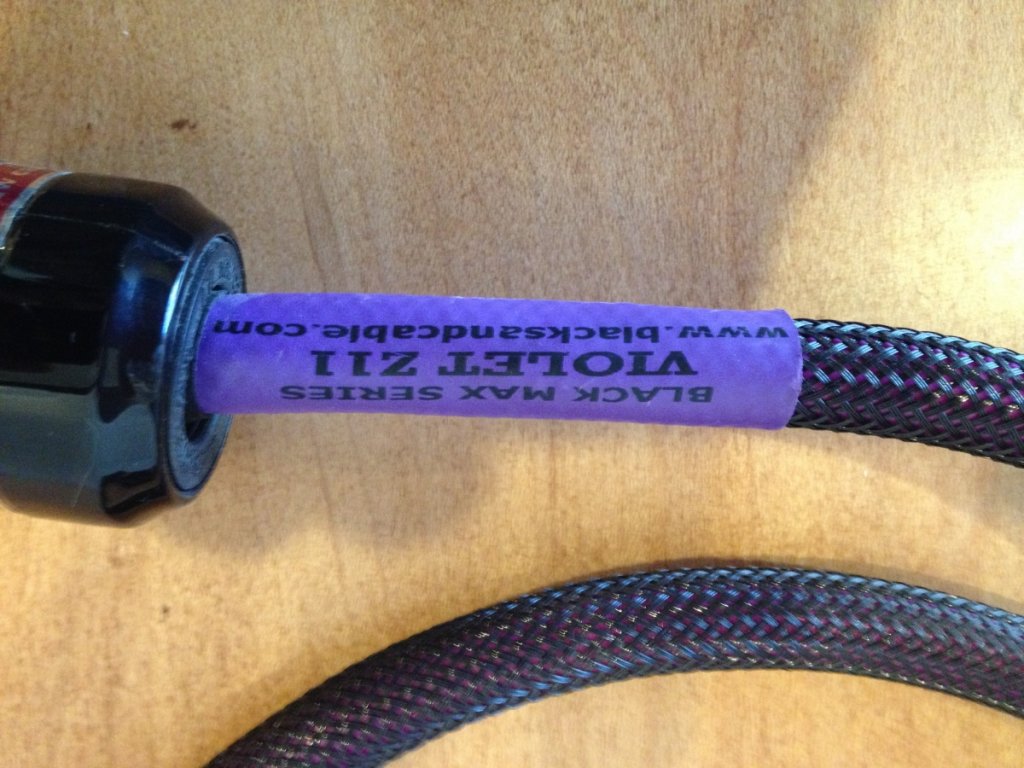 BLACK MAX SERIES
VIOLET Z11
www.blacksandcable.com